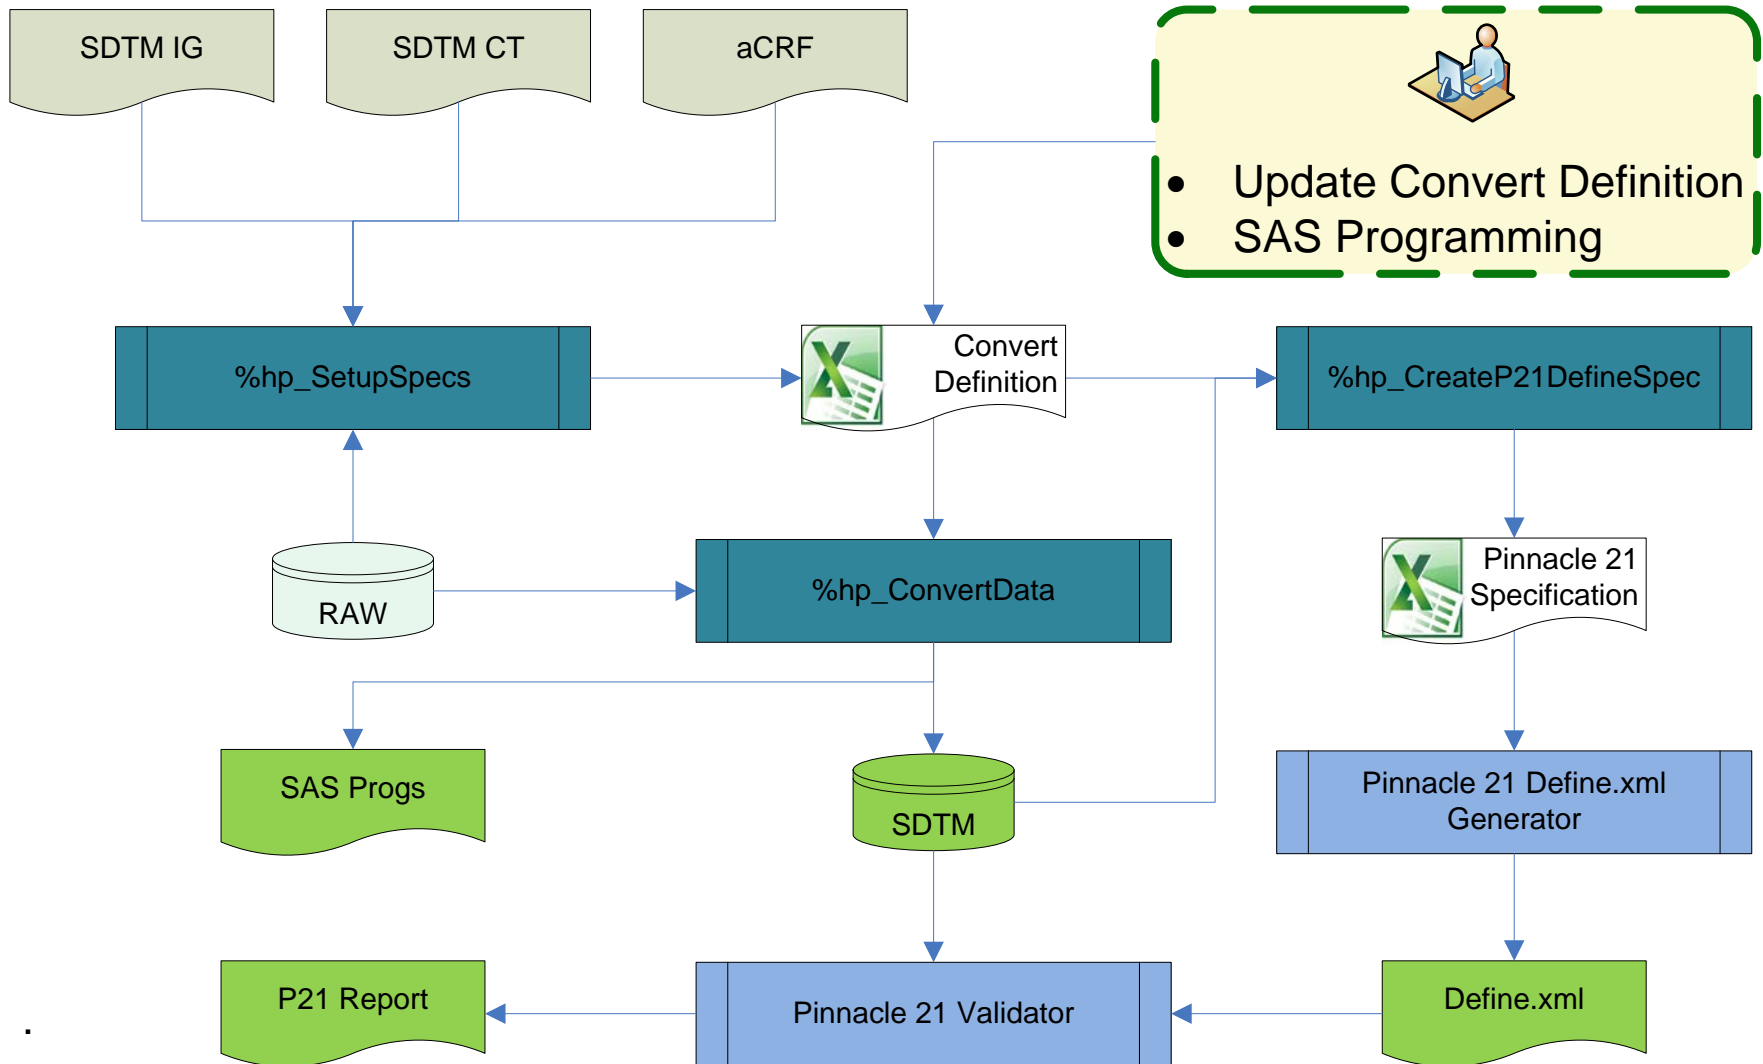 SDTM IG
SDTM CT
aCRF
• Update Convert Definition
• SAS Programming
%hp_SetupSpecs
Convert
Definition
%hp_CreateP21DefineSpec
RAW
%hp_ConvertData
Pinnacle 21
Specification
SAS Progs
SDTM
Pinnacle 21 Define.xml
Generator
P21 Report
Pinnacle 21 Validator
Define.xml
.